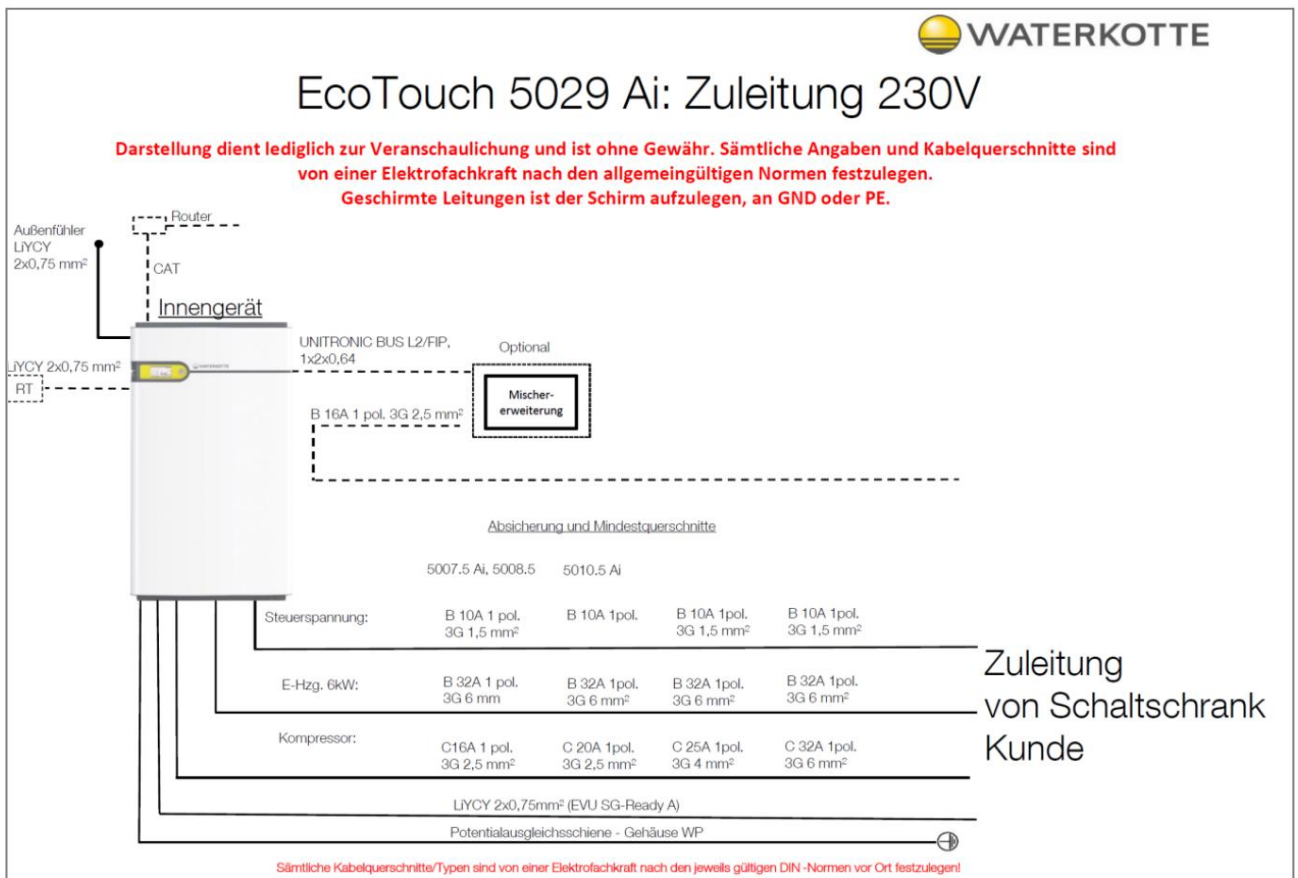 WATERKOTTE
EcoTouch 5029 Ai: Zuleitung 230V
Darstellung dient lediglich zur Veranschaulichung und ist ohne Gewähr. Sämtliche Angaben und Kabelquerschnitte sind
von einer Elektrofachkraft nach den allgemeingültigen Normen festzulegen.
Geschirmte Leitungen ist der Schirm aufzulegen, an GND oder PE.
Router
Außenfühler
LiYCY
2x0,75 mm²
CAT
Innengerät
UNITRONIC BUS L2/FIP,
1x2x0,64
Optional
LiYCY 2x0,75 mm²
RT
WATERKOTTE
Mischer-
erweiterung
B 16A 1 pol. 3G 2,5 mm²
Absicherung und Mindestquerschnitte
5007.5 Ai, 5008.5 5010.5 Ai
Steuerspannung: B 10A 1 pol. B 10A 1pol. B 10A 1pol. B 10A 1pol.
3G 1,5 mm² 3G 1,5 mm² 3G 1,5 mm²
E-Hzg. 6kW: B 32A 1 pol. B 32A 1pol. B 32A 1pol. B 32A 1pol.
3G 6 mm 3G 6 mm² 3G 6 mm² 3G 6 mm²
Kompressor: C16A 1 pol. C 20A 1pol. C 25A 1pol. C 32A 1pol.
3G 2,5 mm² 3G 2,5 mm² 3G 4 mm² 3G 6 mm²
Zuleitung
von Schaltschrank
Kunde
LiYCY 2x0,75mm² (EVU SG-Ready A)
Potentialausgleichsschiene - Gehäuse WP
Sämtliche Kabelquerschnitte/Typen sind von einer Elektrofachkraft nach den jeweils gültigen DIN -Normen vor Ort festzulegen!